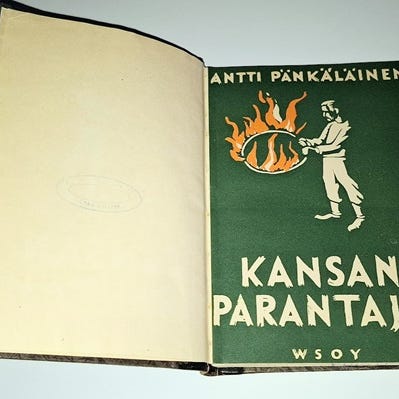 ANTTI PÄNKÄLÄINEN
KANSAN
PARANTAJ
WSOY